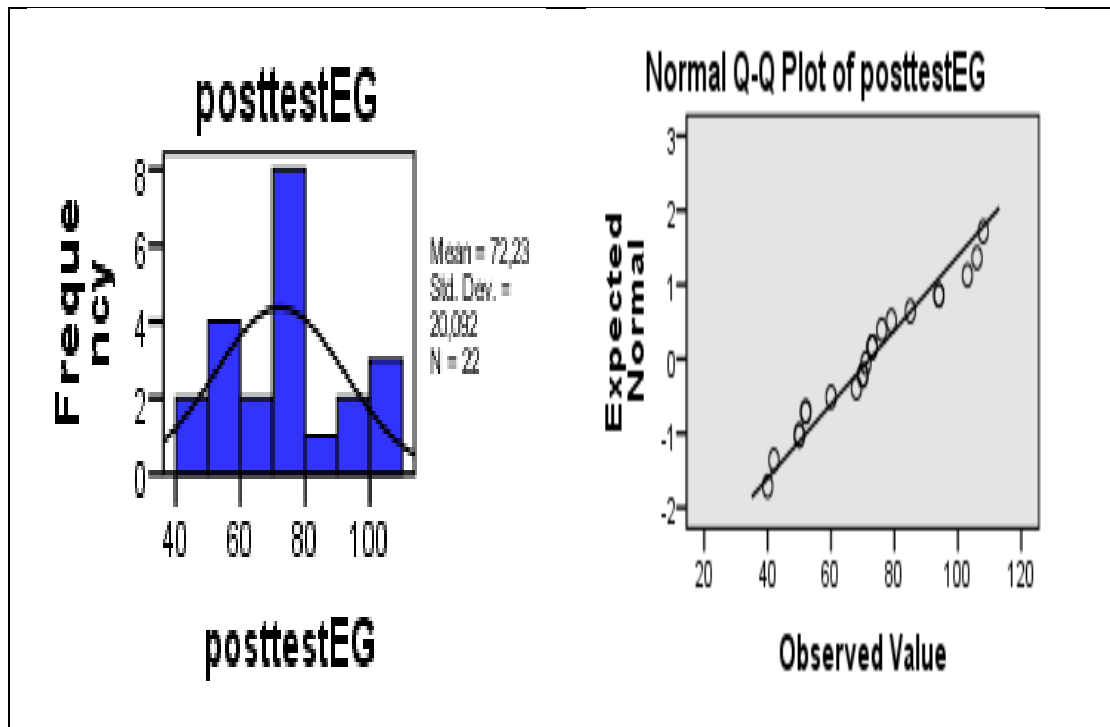 posttestEG
Freque
ncy
8
6
4
2
0
40 60 80 100
posttestEG
Mean = 72,23
Std. Dev. =
20,092
N = 22
Normal Q-Q Plot of posttestEG
Expected
Normal
3
2
1
0
-1
-2
20 40 60 80 100 120
Observed Value